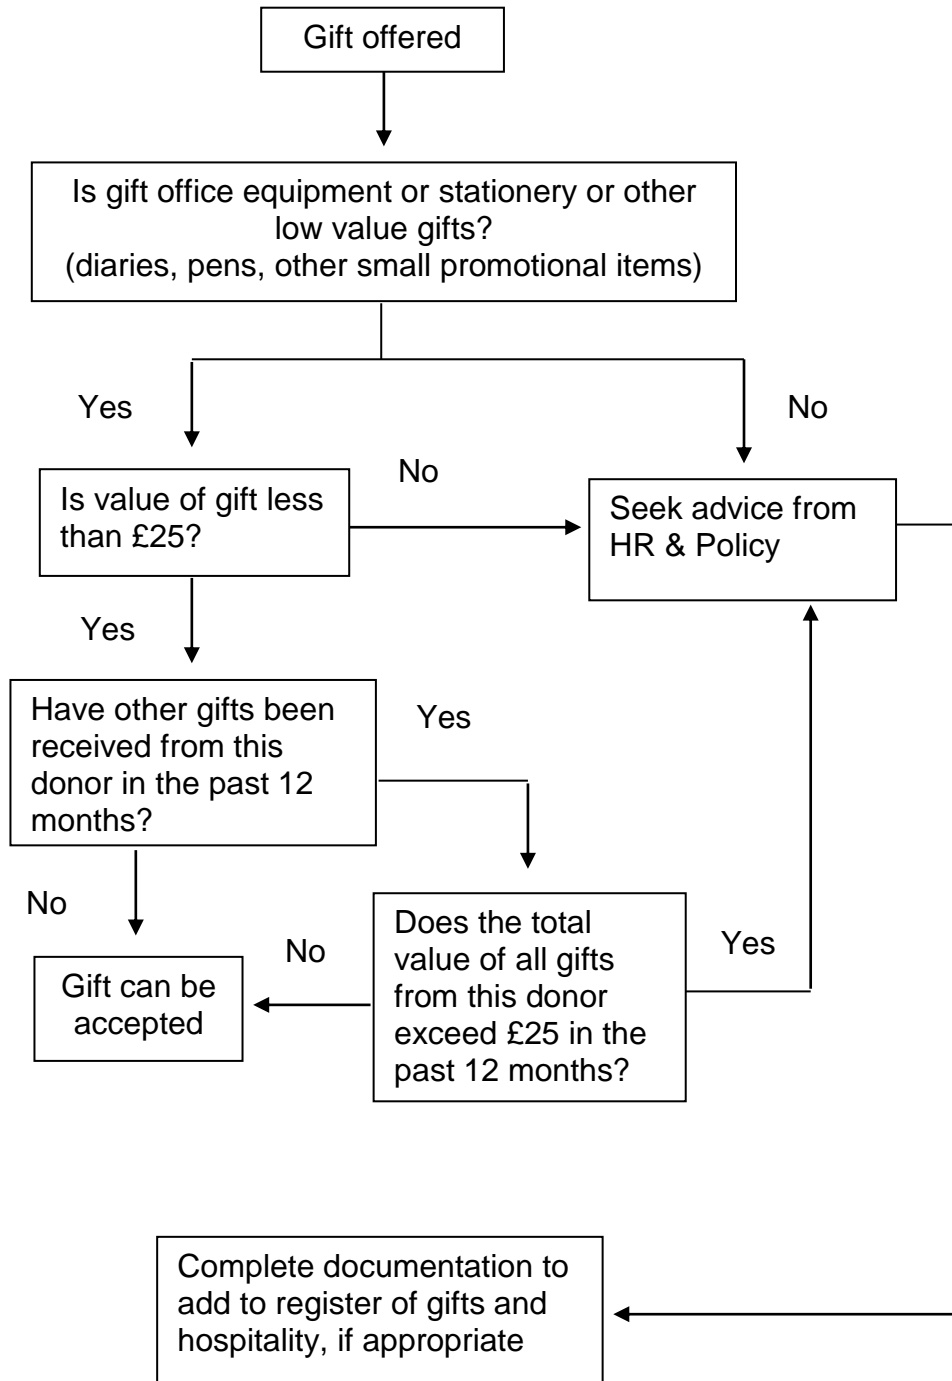 Gift offered
Is gift office equipment or stationery or other
low value gifts?
(diaries, pens, other small promotional items)
Yes
No
Is value of gift less
than £25?
No
Seek advice from
HR & Policy
Yes
Have other gifts been
received from this
donor in the past 12
months?
Yes
No
Gift can be
accepted
No
Does the total
value of all gifts
from this donor
exceed £25 in the
past 12 months?
Yes
Complete documentation to
add to register of gifts and
hospitality, if appropriate